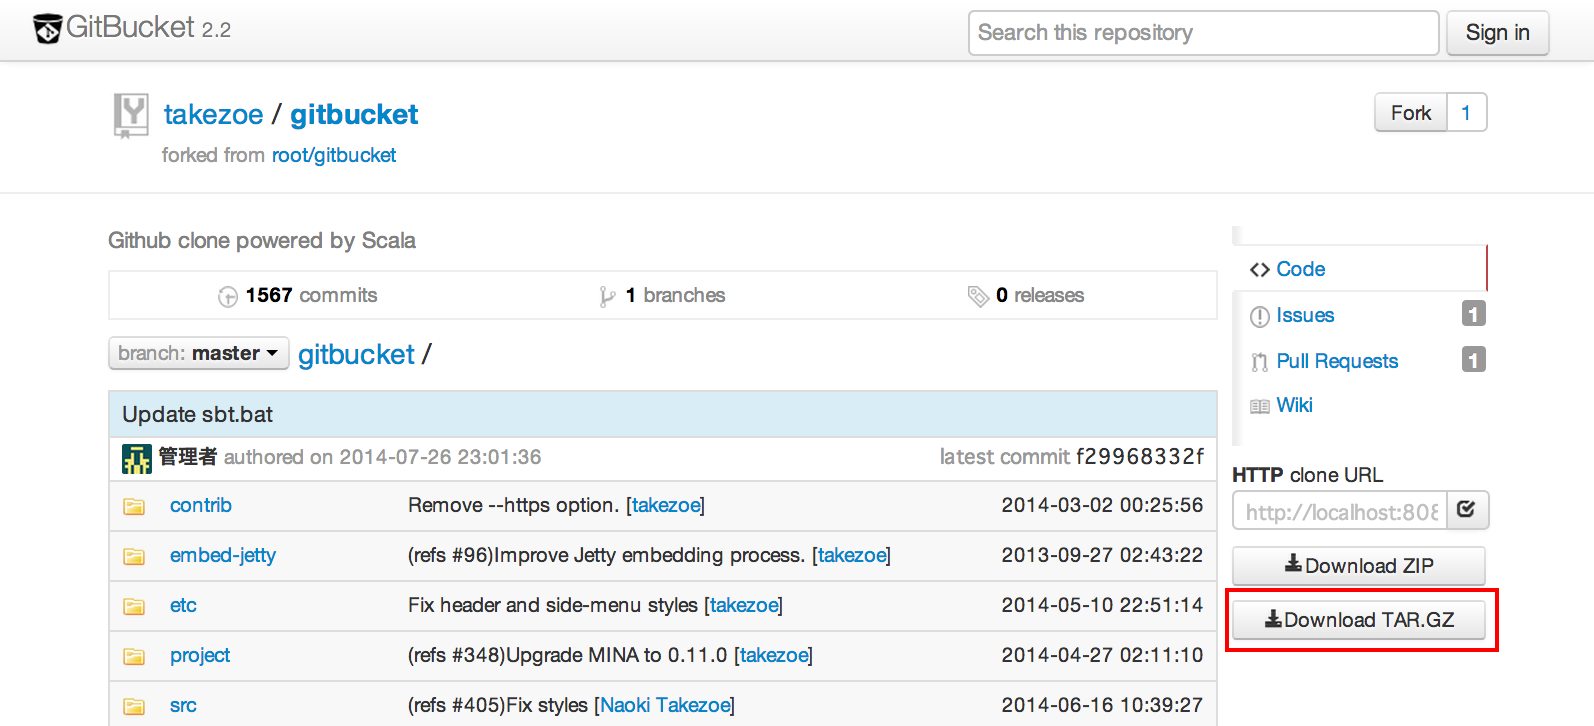 GitBucket 2.2
Search this repository
Sign in
takezoe / gitbucket
Fork 1
forked from root/gitbucket
Github clone powered by Scala
1567 commits
1 branches
0 releases
branch: master
gitbucket /
Update sbt.bat
管理者 authored on 2014-07-26 23:01:36
latest commit f29968332f
contrib Remove --https option. [takezoe] 2014-03-02 00:25:56
embed-jetty (refs #96)Improve Jetty embedding process. [takezoe] 2013-09-27 02:43:22
etc Fix header and side-menu styles [takezoe] 2014-05-10 22:51:14
project (refs #348)Upgrade MINA to 0.11.0 [takezoe] 2014-04-27 02:11:10
src (refs #405)Fix styles [Naoki Takezoe] 2014-06-16 10:39:27
Code
Issues 1
Pull Requests 1
Wiki
HTTP clone URL
http://localhost:808
Download ZIP
Download TAR.GZ